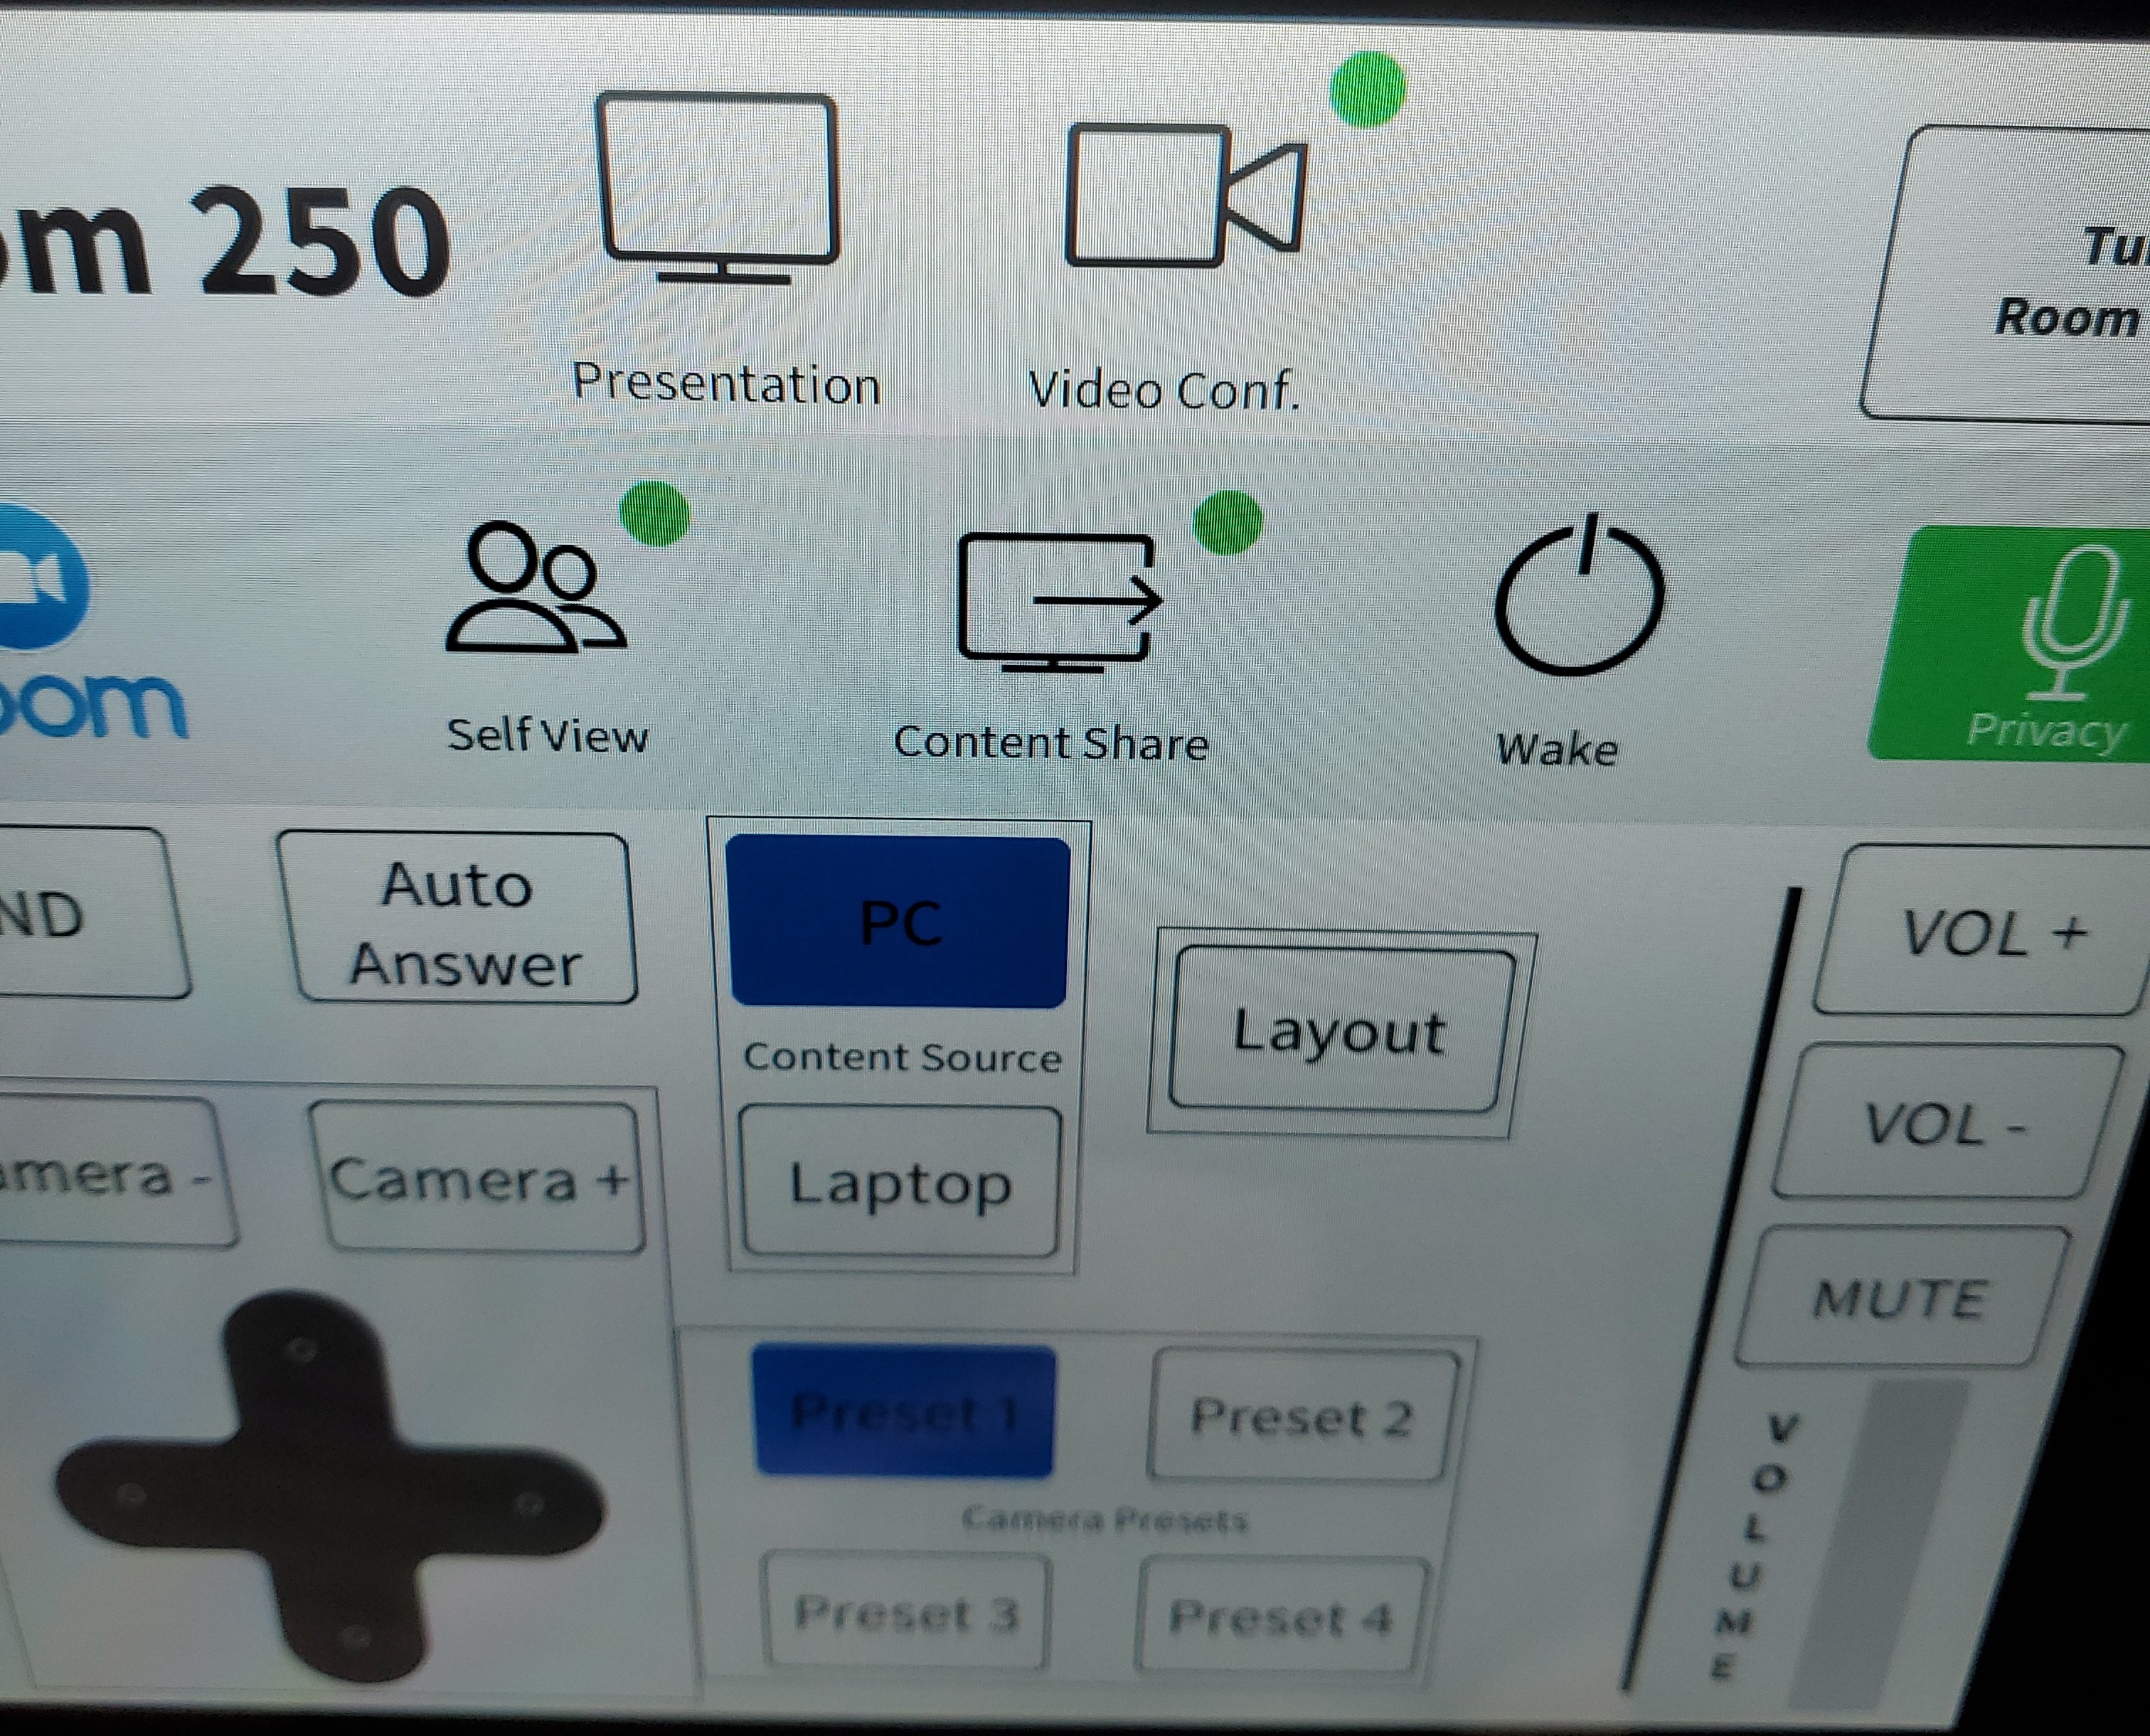 om 250
Presentation
Video Conf.
Tu
Room
oom
Self View
Content Share
Wake
Privacy
ND
Auto
Answer
PC
Content Source
Laptop
Layout
VOL +
VOL -
MUTE
amera -
Camera +
Preset 1
Preset 2
Camera Presets
Preset 3
Preset 4
VOLUME